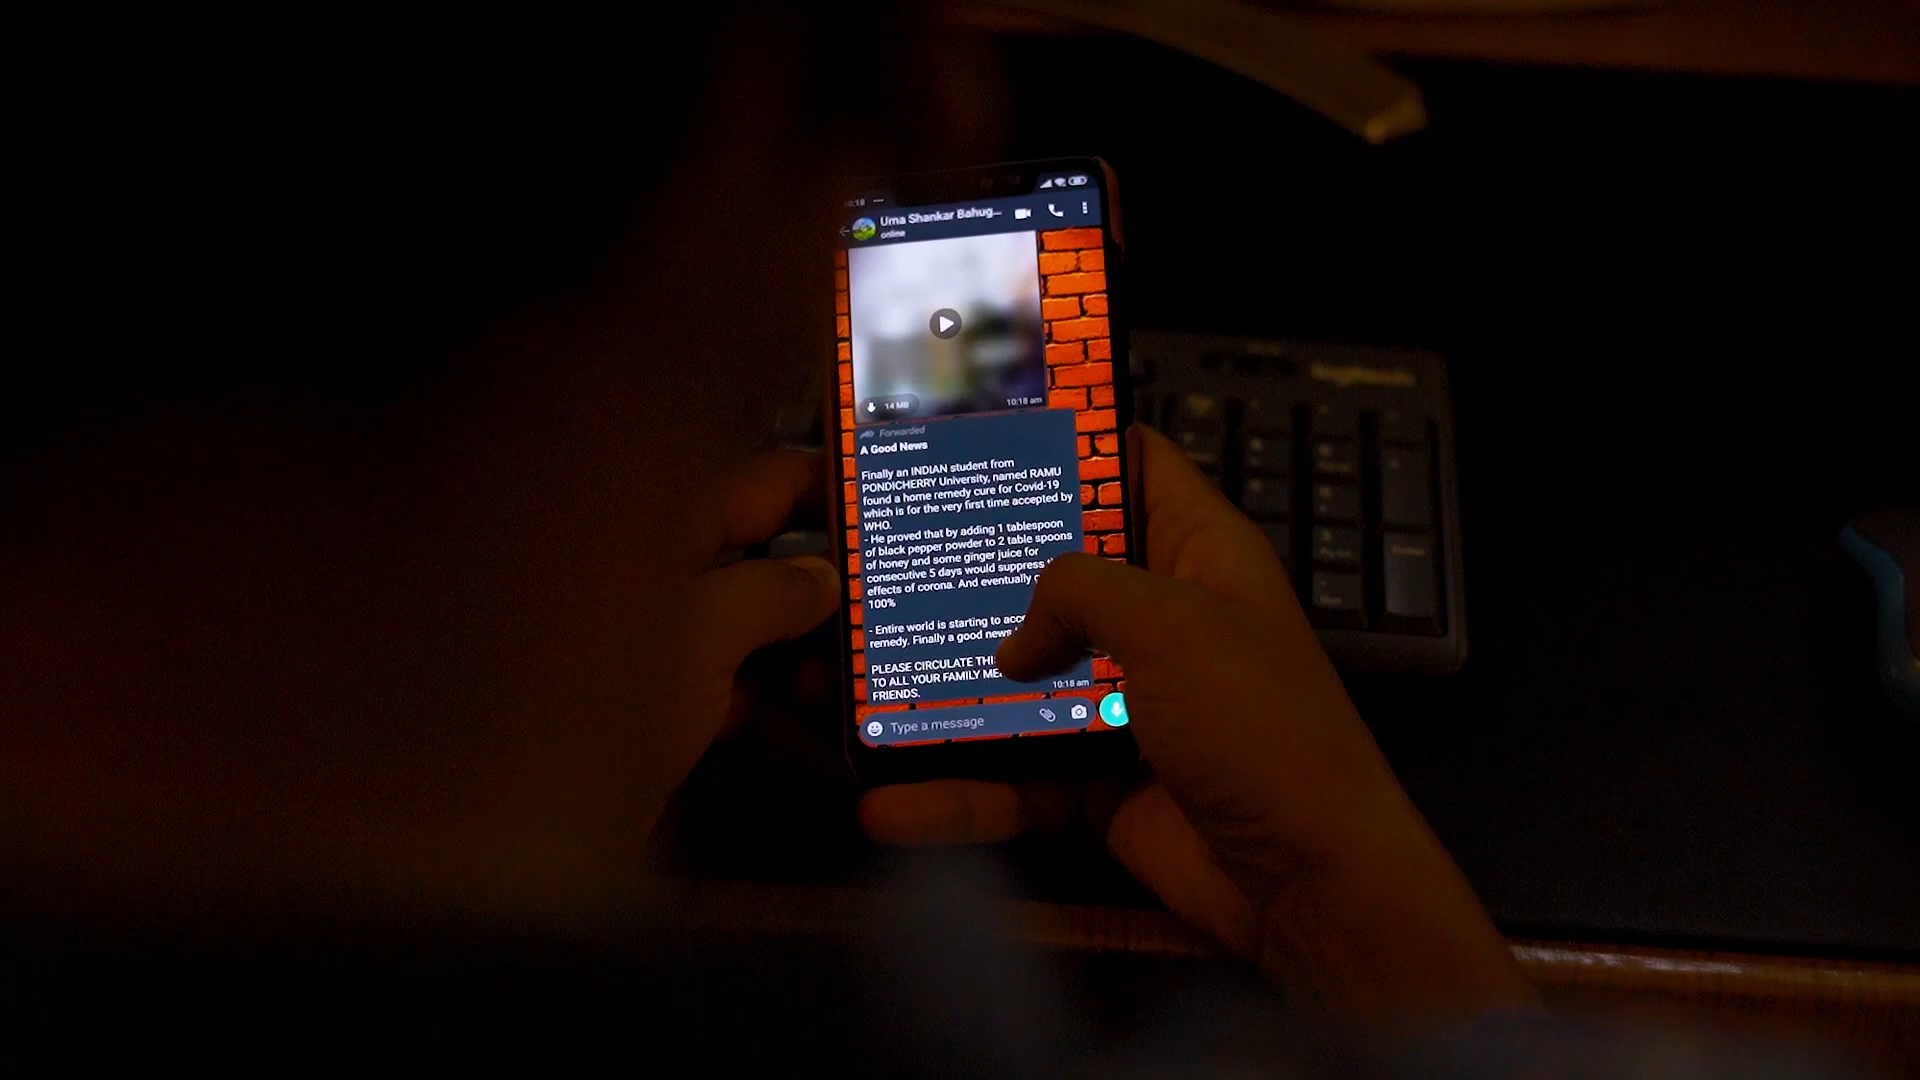 10:18
Uma Shankar Bahug...
online
14 MB
10:18 am
Forwarded
A Good News
Finally an INDIAN student from
PONDICHERRY University, named RAMU
found a home remedy cure for Covid-19
which is for the very first time accepted by
WHO.
- He proved that by adding 1 tablespoon
of black pepper powder to 2 table spoons
of honey and some ginger juice for
consecutive 5 days would suppress
effects of corona. And eventually
100%
- Entire world is starting to
remedy. Finally a good news
PLEASE CIRCULATE
TO ALL YOUR FAMILY
FRIENDS.
10:18 am
Type a message